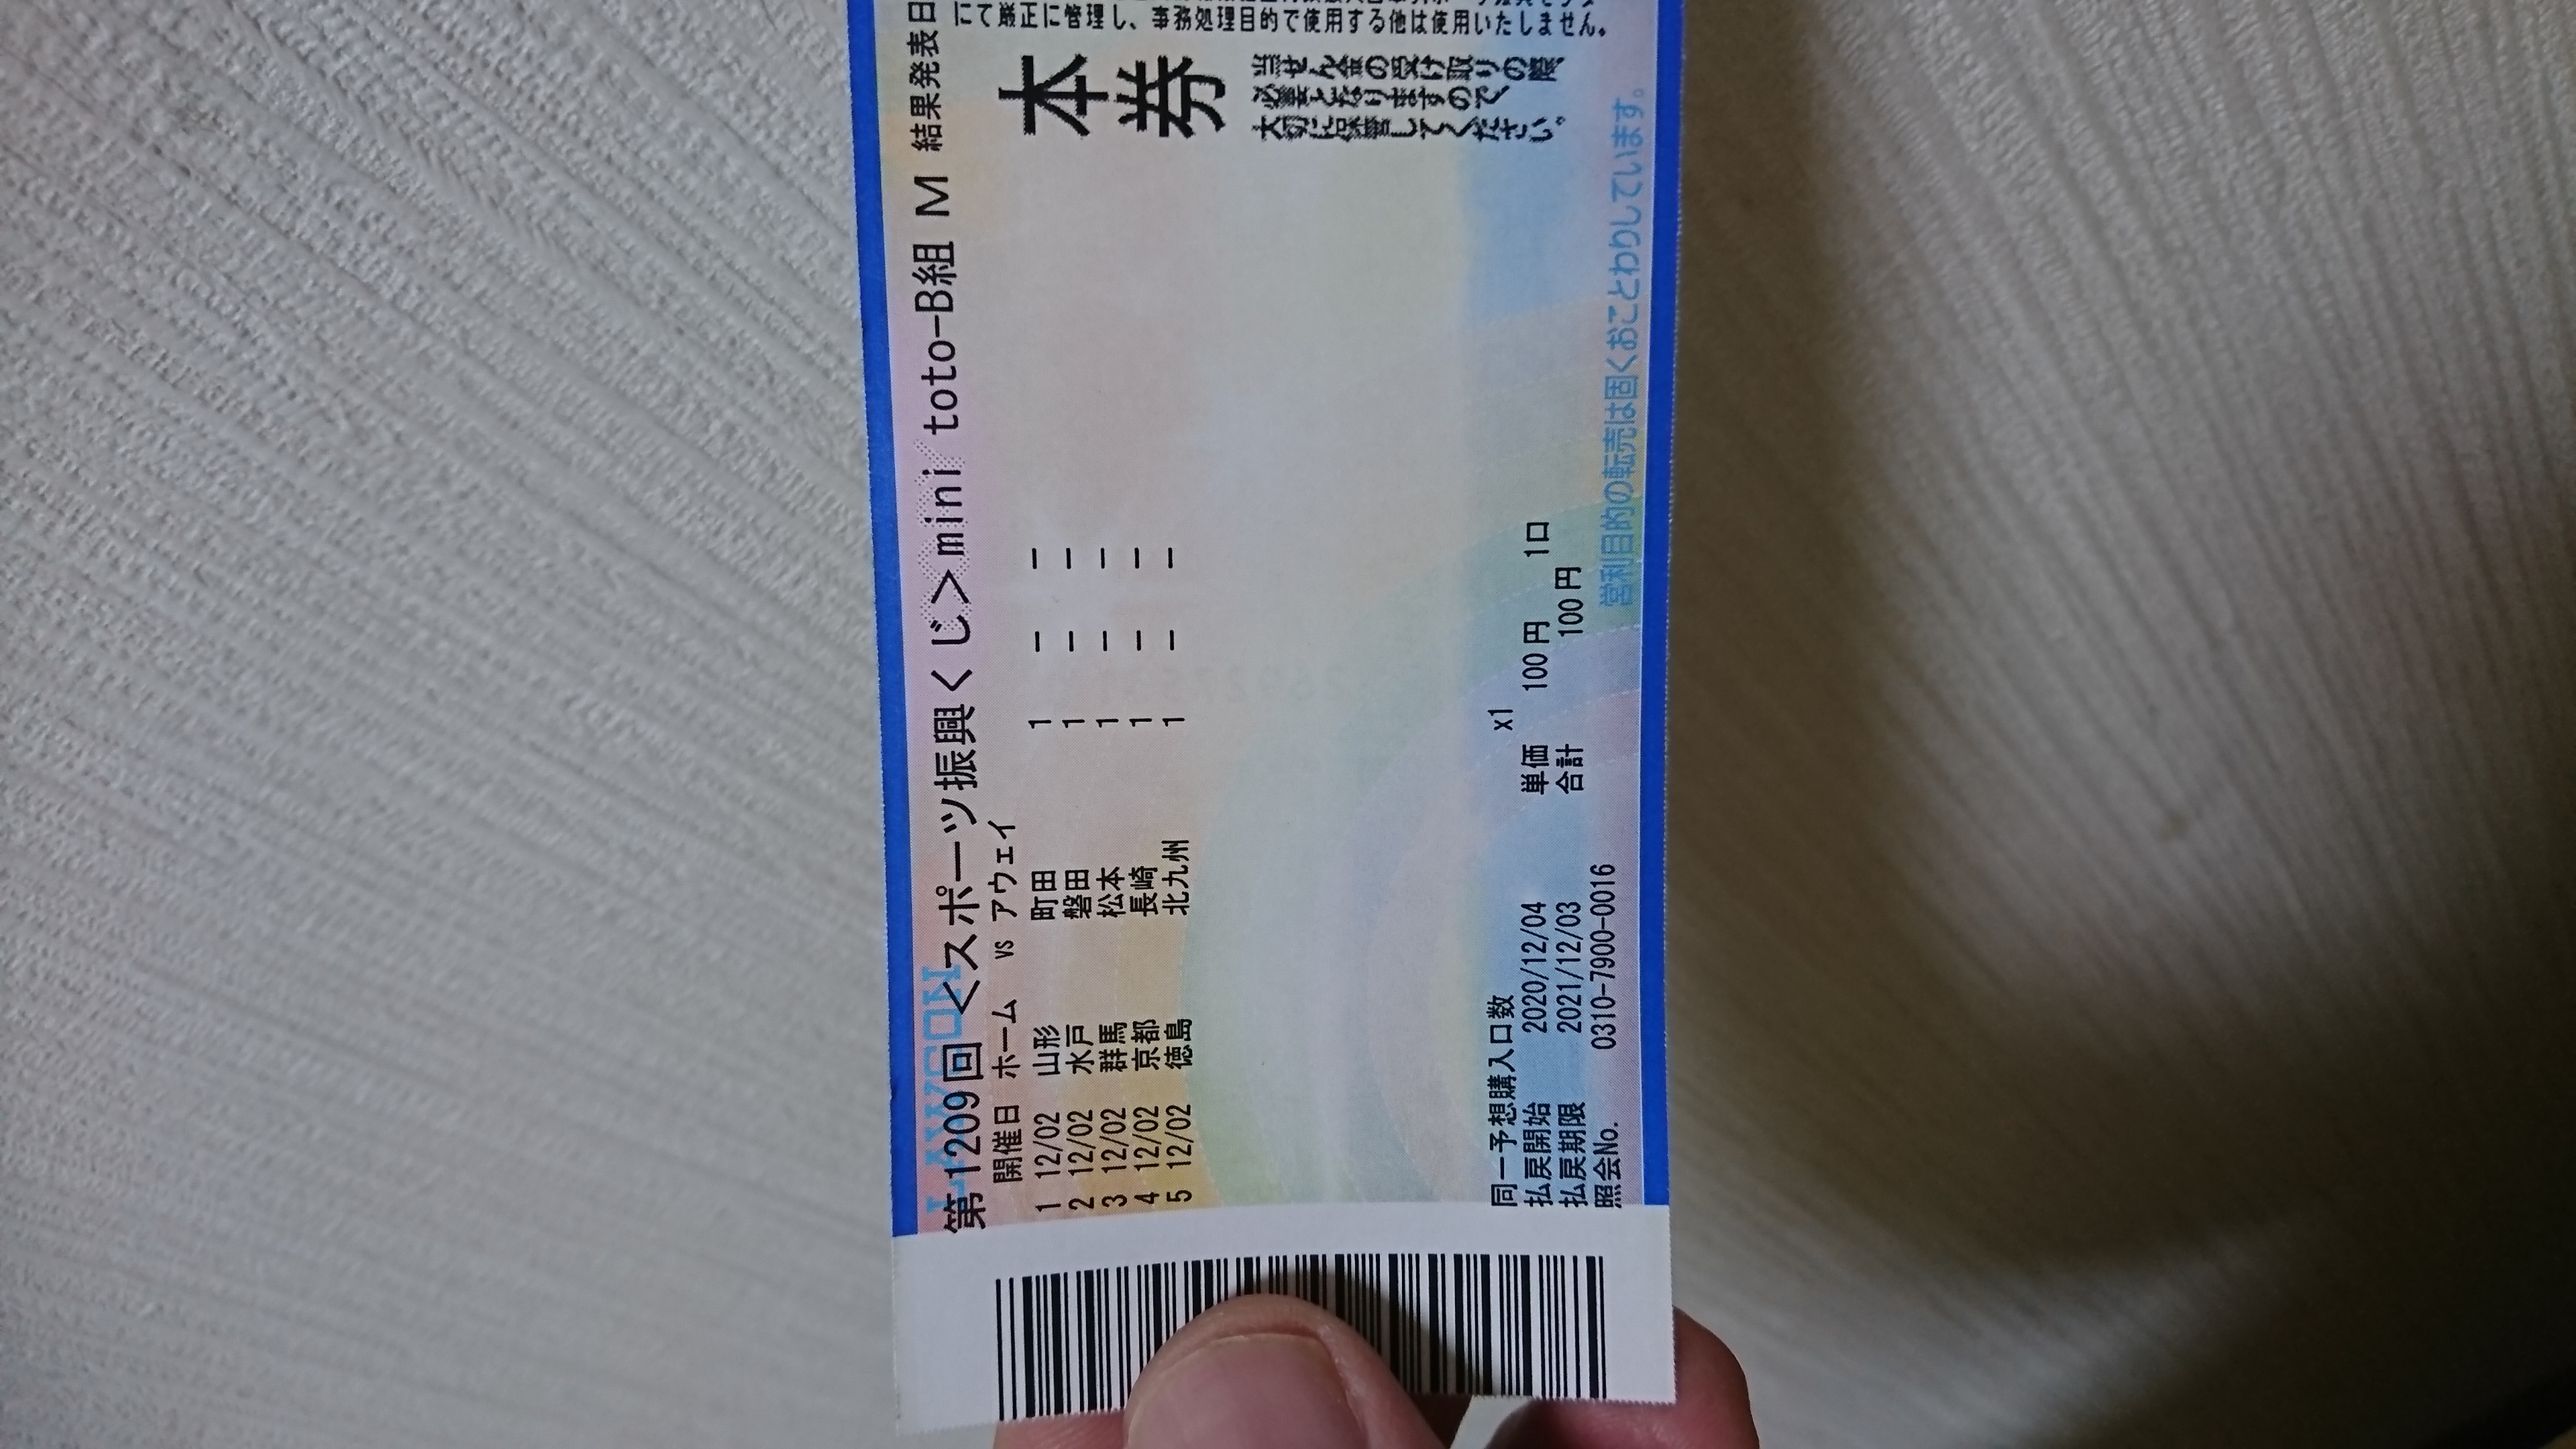 LAWSON
第1209回 <スポーツ振興くじ>mini toto-B組 M 結果発表日
開催日 ホーム vs アウェイ
1 12/02 山形 町田 1 － －
2 12/02 水戸 磐田 1 － －
3 12/02 群馬 松本 1 － －
4 12/02 京都 長崎 1 － －
5 12/02 徳島 北九州 1 － －
にて厳正に管理し、事務処理目的で使用する他は使用いたしません。
本券
当せん金の受け取りの際、
必要となりますので、
大切に保管してください。
同一予想購入口数 x1
払戻開始 2020/12/04 単価 100円 1口
払戻期限 2021/12/03 合計 100円
照会No. 0310-7900-0016
営利目的の転売は固くおことわりしています。